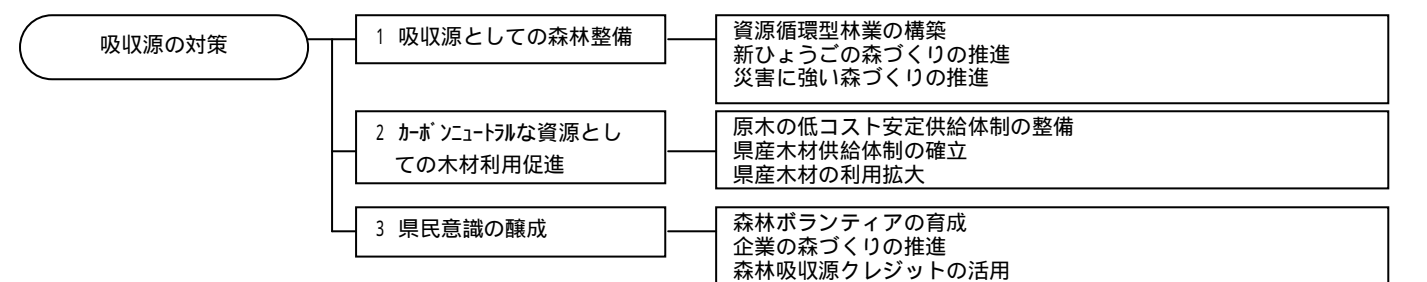 吸収源の対策
1 吸収源としての森林整備
資源循環型林業の構築
新ひょうごの森づくりの推進
災害に強い森づくりの推進
2 ｶｰﾎﾞﾝﾆｭｰﾄﾗﾙな資源とし
ての木材利用促進
原木の低コスト安定供給体制の整備
県産木材供給体制の確立
県産木材の利用拡大
3 県民意識の醸成
森林ボランティアの育成
企業の森づくりの推進
森林吸収源クレジットの活用